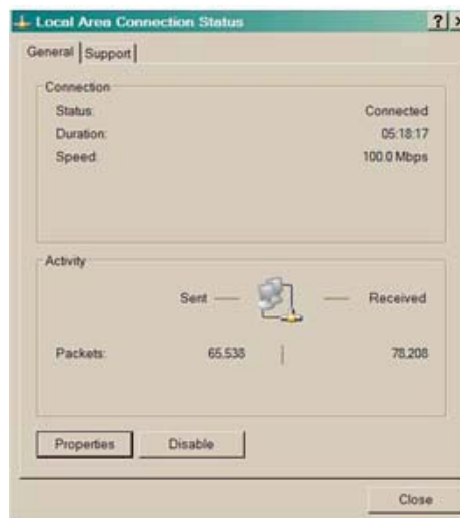 Local Area Connection Status
General Support
Connection
Status: Connected
Duration: 05:18:17
Speed: 100.0 Mbps
Activity
Sent Received
Packets: 65,538 78,208
Properties Disable
Close